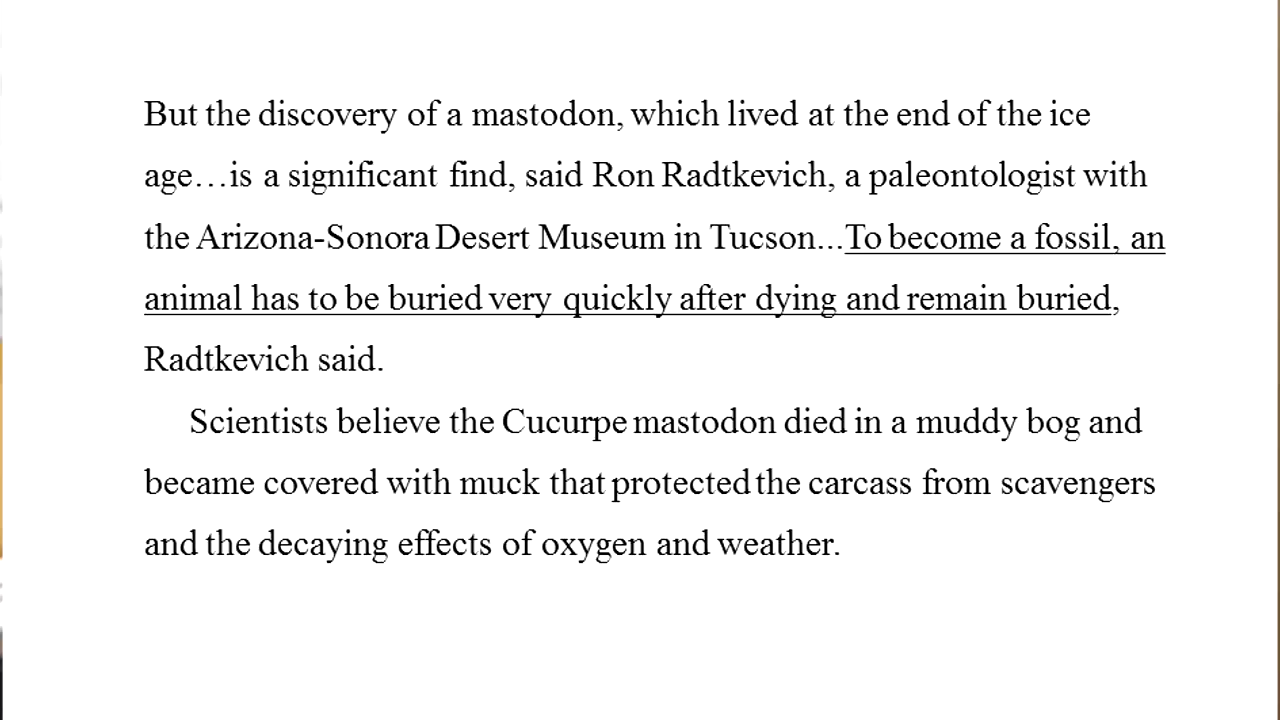 But the discovery of a mastodon, which lived at the end of the ice
age…is a significant find, said Ron Radtkevich, a paleontologist with
the Arizona-Sonora Desert Museum in Tucson...To become a fossil, an
animal has to be buried very quickly after dying and remain buried,
Radtkevich said.
Scientists believe the Cucurpe mastodon died in a muddy bog and
became covered with muck that protected the carcass from scavengers
and the decaying effects of oxygen and weather.